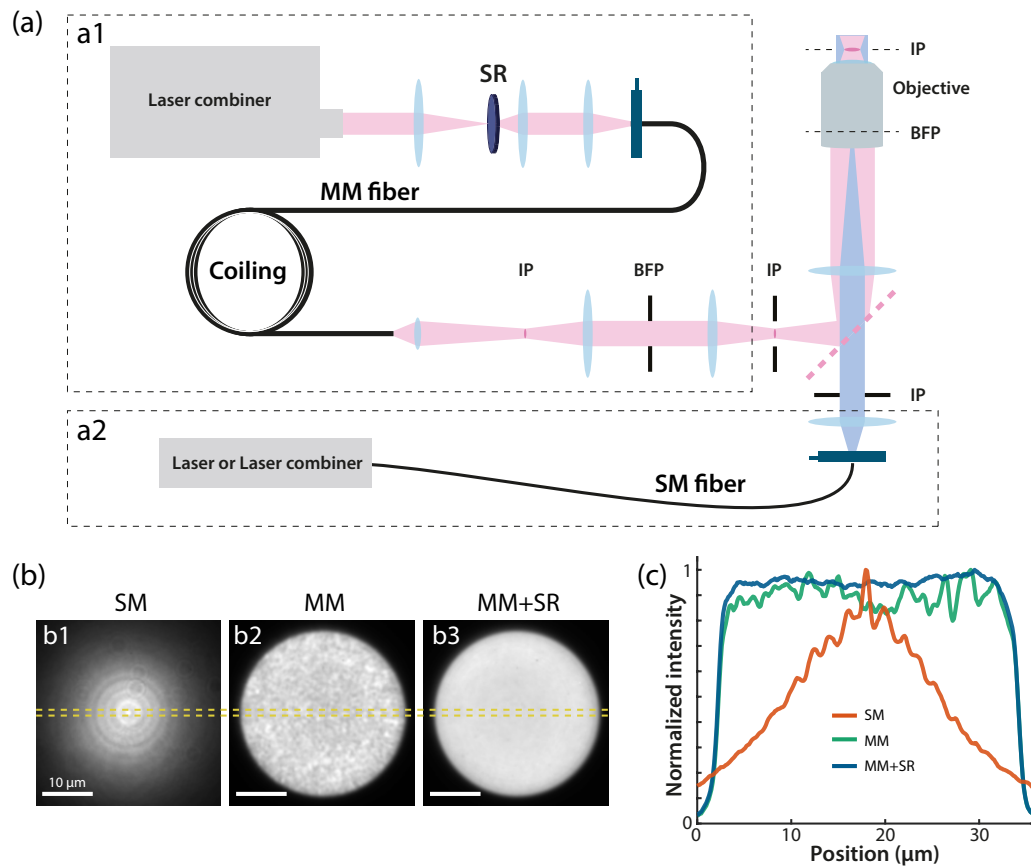 (a)
a1
Laser combiner
SR
MM fiber
Coiling
IP
BFP
IP
IP
Objective
BFP
IP
a2
Laser or Laser combiner
SM fiber
(b)
SM
MM
MM+SR
b1
b2
b3
10 µm
(c)
Normalized intensity
1
0
SM
MM
MM+SR
0
10
20
30
Position (µm)